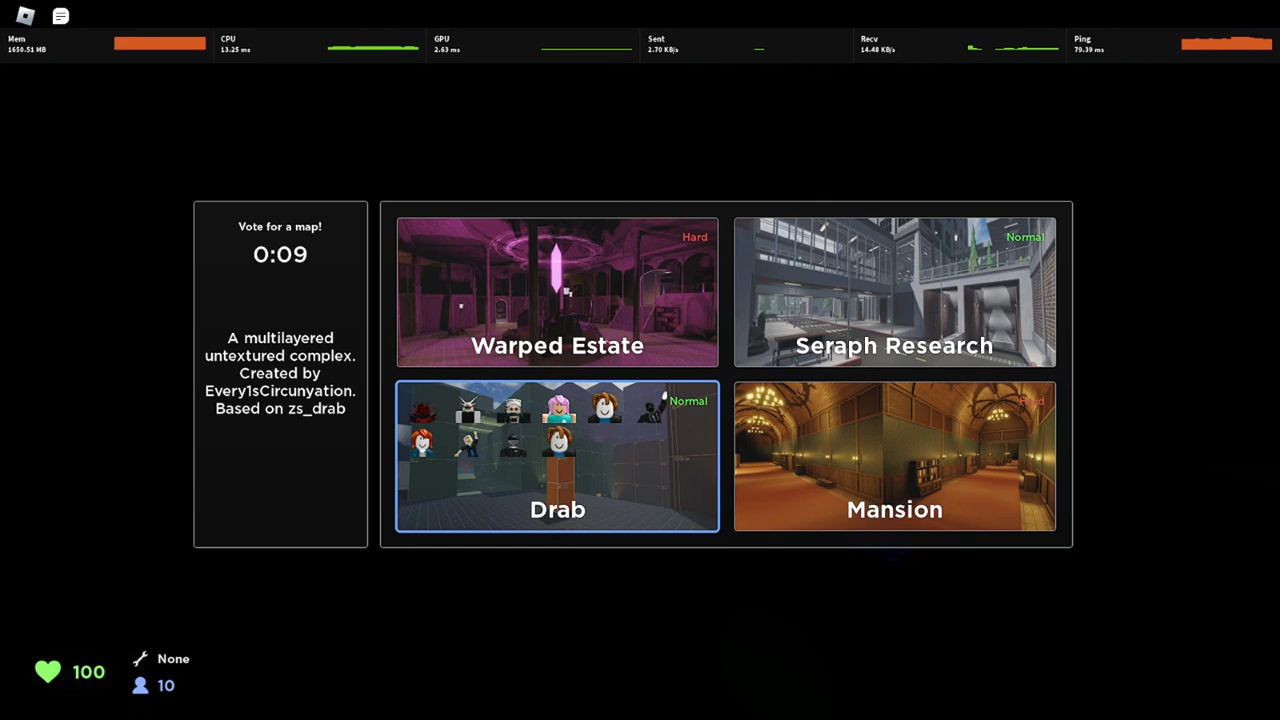 Mem
1650.51 MB
CPU
13.25 ms
GPU
2.63 ms
Sent
2.70 KB/s
Recv
14.48 KB/s
Ping
79.39 ms
Vote for a map!
0:09
A multilayered
untextured complex.
Created by
Every1sCircunyation.
Based on zs_drab
Hard
Warped Estate
Normal
Seraph Research
Normal
Drab
Hard
Mansion
100
None
10